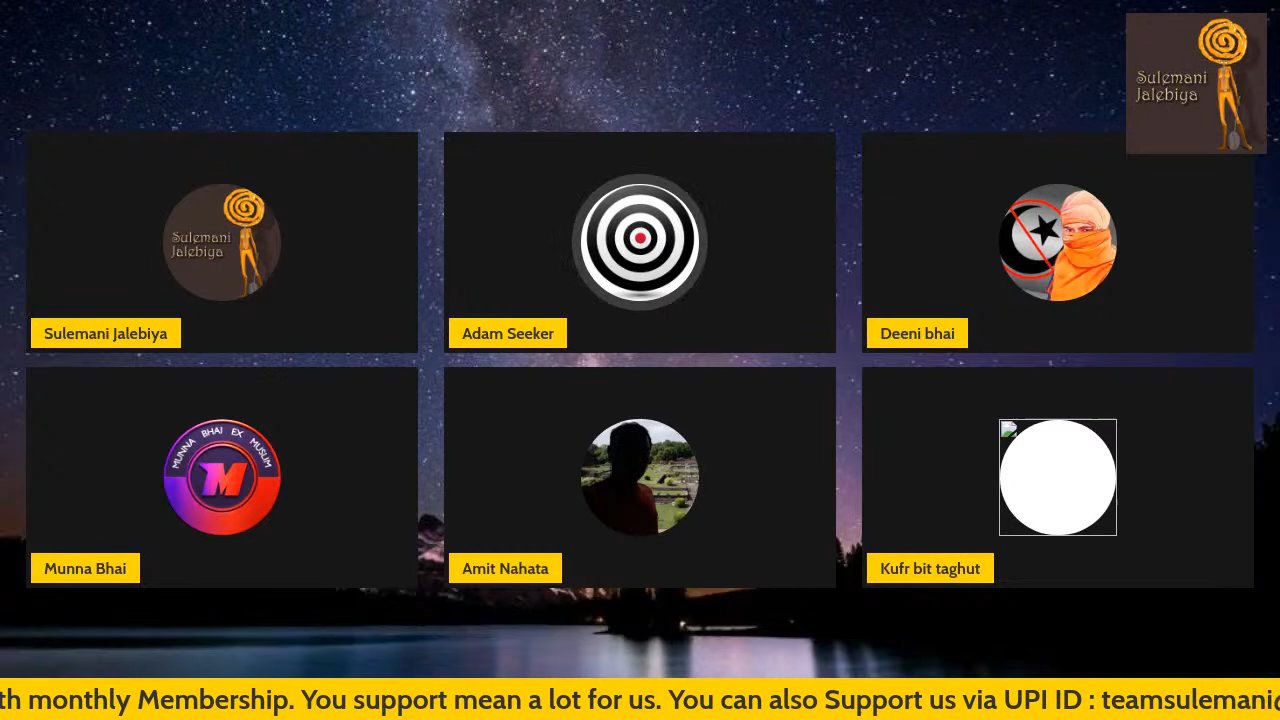 Sulemani
Jalebiya
Sulemani
Jalebiya
Sulemani Jalebiya
Adam Seeker
Deeni bhai
MUNNA BHAI EX MUSLIM
M
Munna Bhai
Amit Nahata
Kufr bit taghut
th monthly Membership. You support mean a lot for us. You can also Support us via UPI ID : teamsulemani